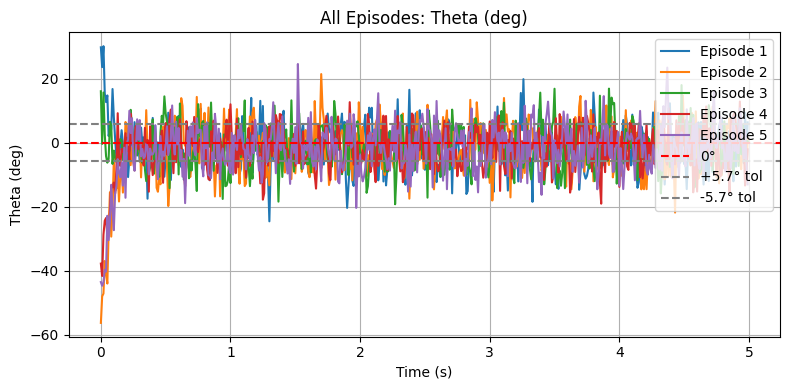 All Episodes: Theta (deg)
Theta (deg)
20
0
−20
−40
−60
0
1
2
3
4
5
Time (s)
Episode 1
Episode 2
Episode 3
Episode 4
Episode 5
0°
+5.7° tol
-5.7° tol